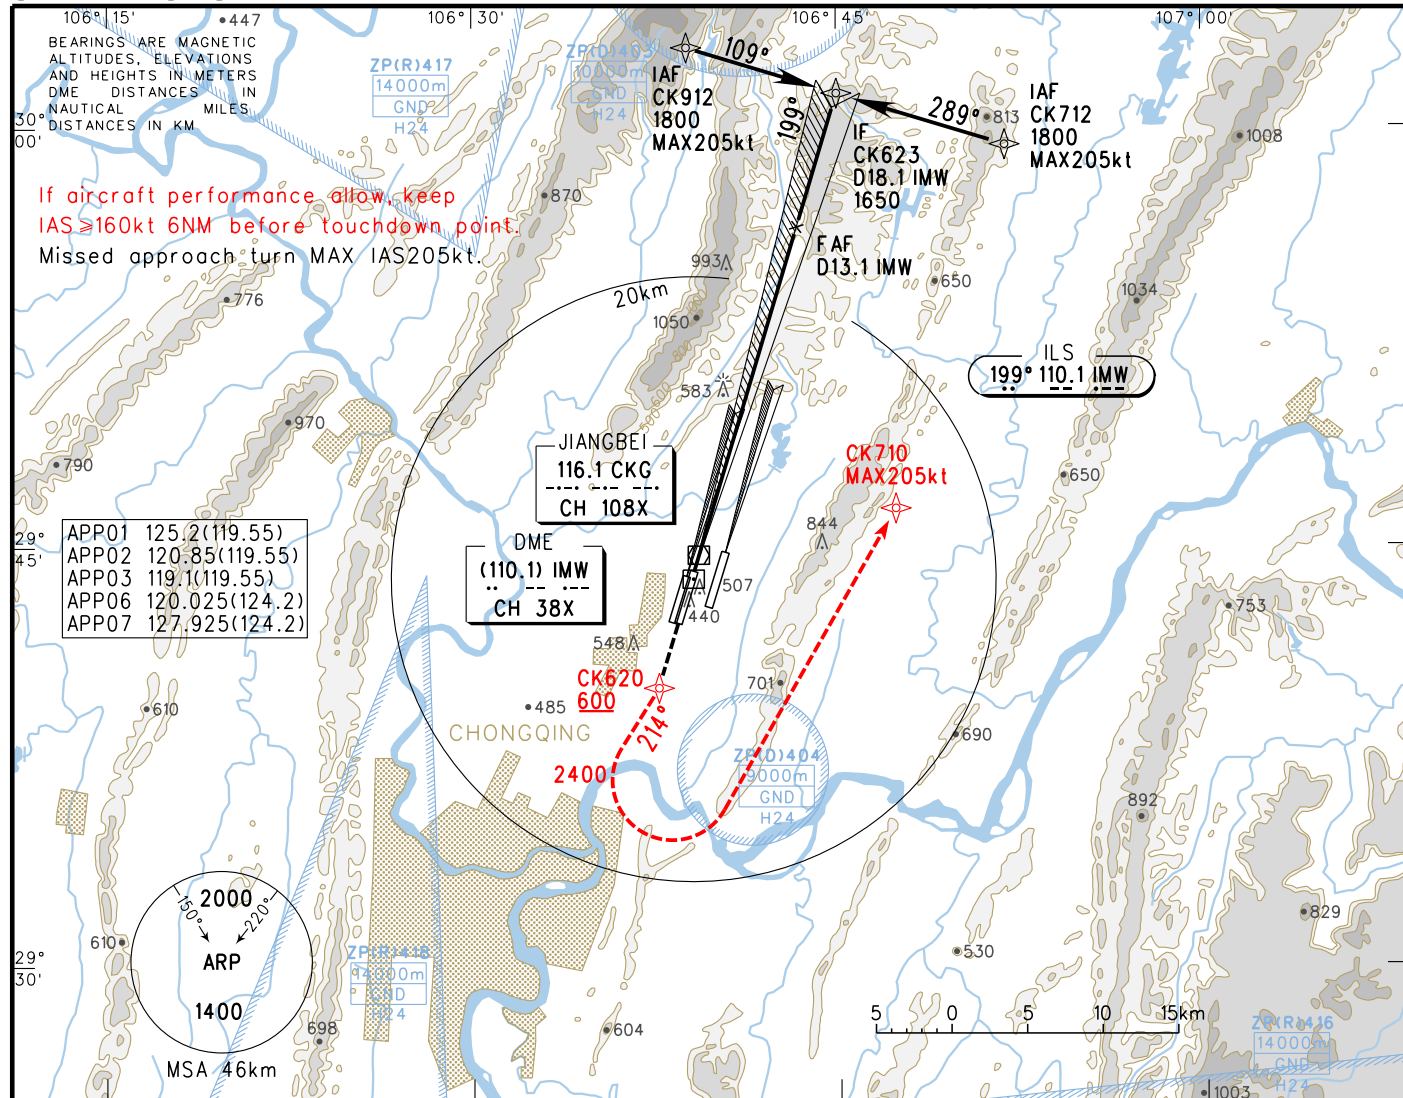 106°15'
106°30'
106°45'
107°00'
447
BEARINGS ARE MAGNETIC
ALTITUDES, ELEVATIONS
AND HEIGHTS IN METERS
DME DISTANCES IN
NAUTICAL MILES
DISTANCES IN KM
ZP(R)417
14000m
GND
H24
ZP(D)403
10000m
GND
H24
IAF
CK912
1800
MAX205kt
109°
199°
289°
IF
CK623
D18.1 IMW
1650
813
IAF
CK712
1800
MAX205kt
1008
30°
00'
If aircraft performance allow, keep
IAS≥160kt 6NM before touchdown point.
Missed approach turn MAX IAS205kt.
870
FAF
D13.1 IMW
993
650
776
20km
1050
800
1034
ILS
199° 110.1 IMW
583
970
790
JIANGBEI
116.1 CKG
CH 108X
CK710
MAX205kt
650
844
APP01 125.2(119.55)
APP02 120.85(119.55)
APP03 119.1(119.55)
APP06 120.025(124.2)
APP07 127.925(124.2)
29°
45'
DME
(110.1) IMW
CH 38X
507
440
753
548
CK620
600
701
610
485
214°
CHONGQING
690
2400
ZP(D)404
9000m
GND
H24
892
2000
150°
220°
ARP
1400
MSA 46km
610
829
ZP(R)418
14000m
GND
H24
530
29°
30'
698
604
5 0 5 10 15km
ZP(R)416
14000m
GND
H24
1003